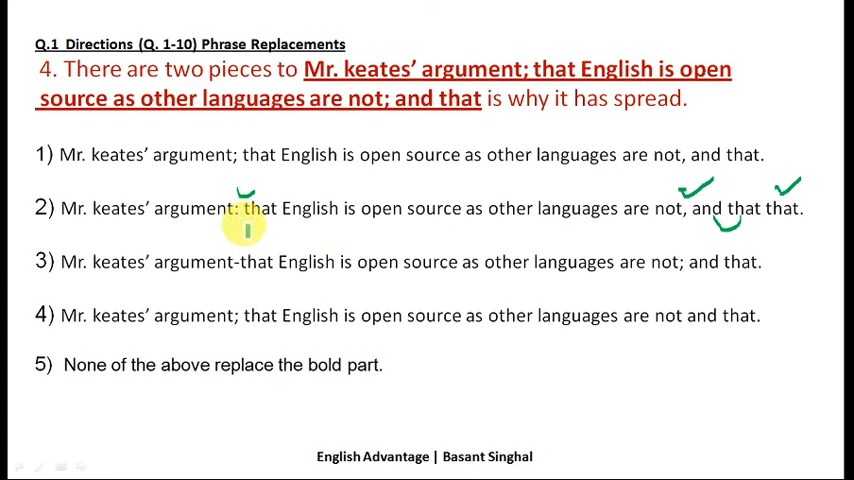 Q.1 Directions (Q. 1-10) Phrase Replacements
4. There are two pieces to Mr. keates’ argument; that English is open
source as other languages are not; and that is why it has spread.
1) Mr. keates’ argument; that English is open source as other languages are not, and that.
2) Mr. keates’ argument: that English is open source as other languages are not, and that that.
3) Mr. keates’ argument-that English is open source as other languages are not; and that.
4) Mr. keates’ argument; that English is open source as other languages are not and that.
5) None of the above replace the bold part.
English Advantage | Basant Singhal